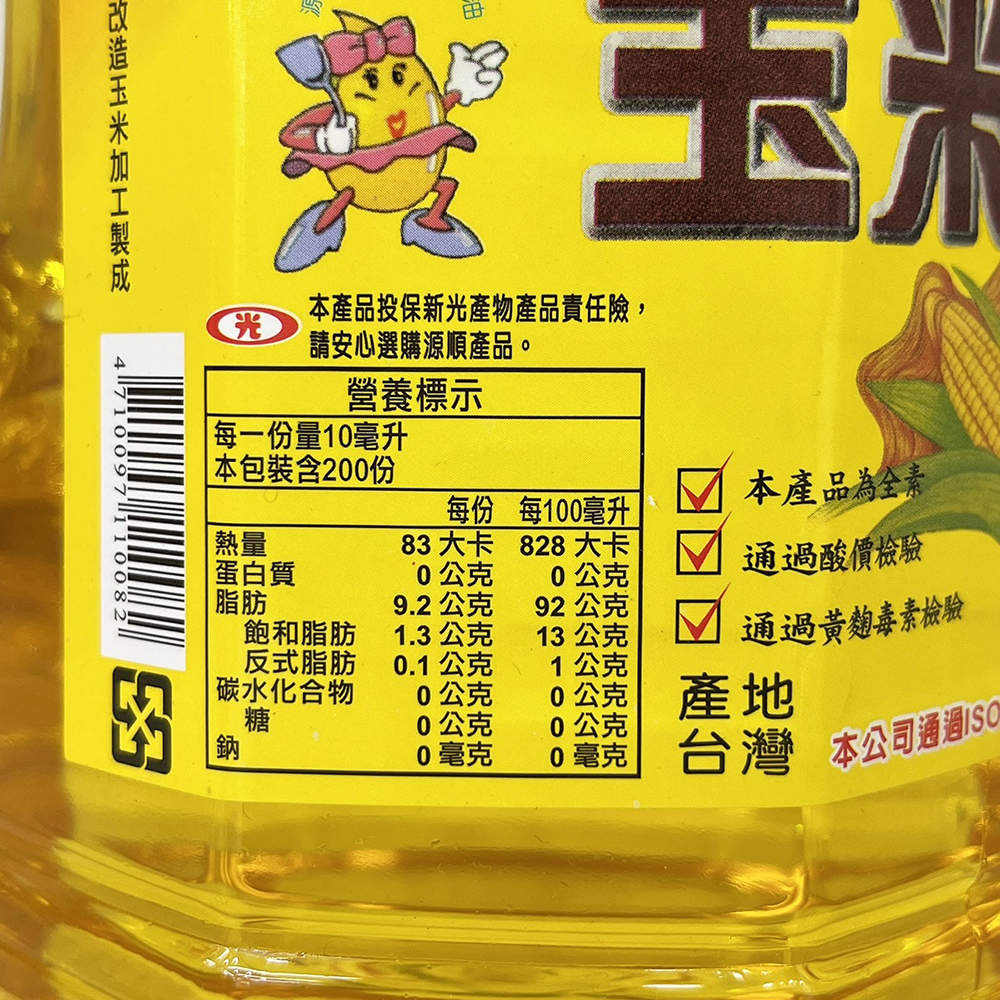 源
油
玉米
改造玉米加工製成
光
本產品投保新光產物產品責任險，
請安心選購源順產品。
4 710097 110082
營養標示
每一份量10毫升
本包裝含200份
每份 每100毫升
熱量 83 大卡 828 大卡
蛋白質 0 公克 0 公克
脂肪 9.2 公克 92 公克
飽和脂肪 1.3 公克 13 公克
反式脂肪 0.1 公克 1 公克
碳水化合物 0 公克 0 公克
糖 0 公克 0 公克
鈉 0 毫克 0 毫克
本產品為全素
通過酸價檢驗
通過黃麴毒素檢驗
產地
台灣
本公司通過ISO